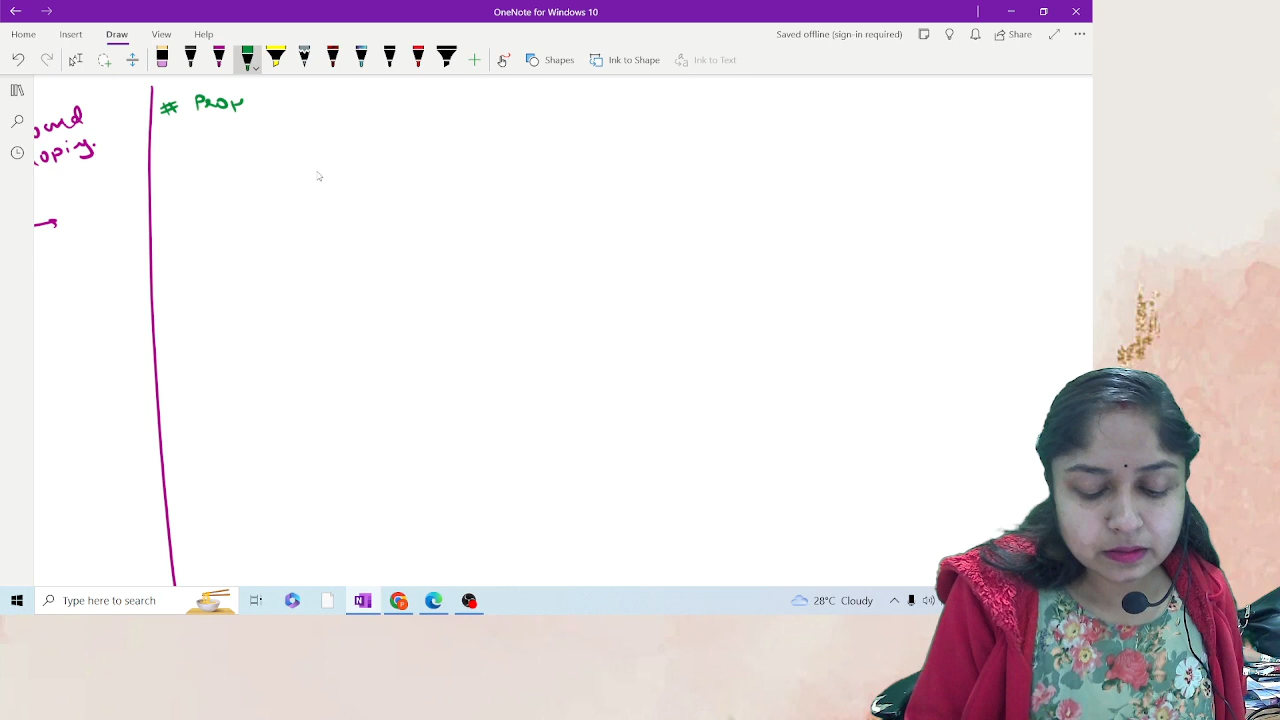 OneNote for Windows 10
Home Insert Draw View Help
Saved offline (sign-in required) Share
Shapes Ink to Shape Ink to Text
# Prop
Type here to search
28°C Cloudy